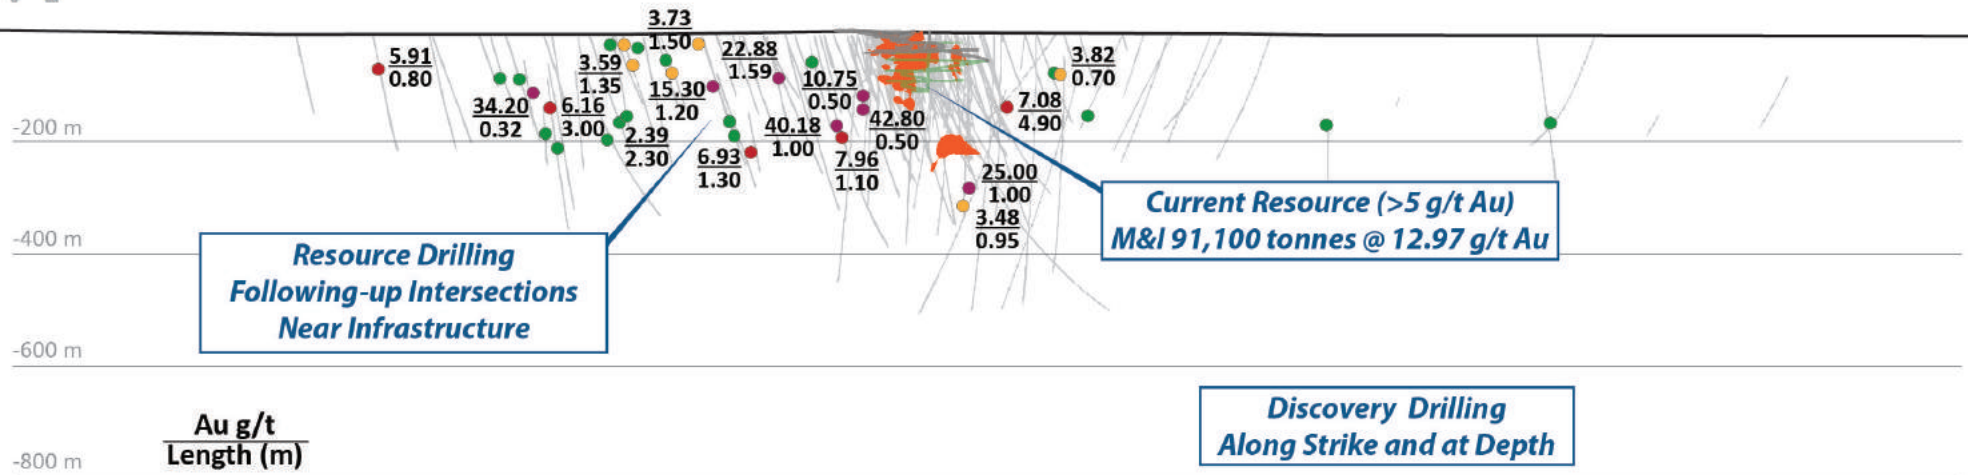 3.73
1.50
5.91
0.80
3.59
1.35
22.88
1.59
3.82
0.70
15.30
1.20
10.75
0.50
34.20
0.32
6.16
3.00
7.08
4.90
-200 m
2.39
2.30
40.18
1.00
42.80
0.50
6.93
1.30
7.96
1.10
25.00
1.00
3.48
0.95
Current Resource (>5 g/t Au)
M&I 91,100 tonnes @ 12.97 g/t Au
-400 m
Resource Drilling
Following-up Intersections
Near Infrastructure
-600 m
Discovery Drilling
Along Strike and at Depth
Au g/t
Length (m)
-800 m